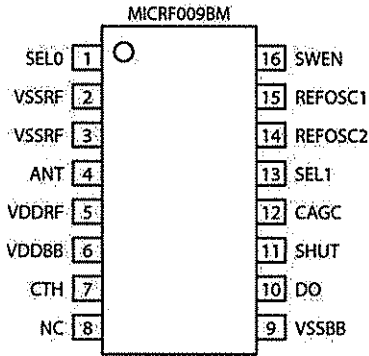 MICRF009BM
SEL0 1 16 SWEN
VSSRF 2 15 REFOSC1
VSSRF 3 14 REFOSC2
ANT 4 13 SEL1
VDDRF 5 12 CAGC
VDDBB 6 11 SHUT
CTH 7 10 DO
NC 8 9 VSSBB